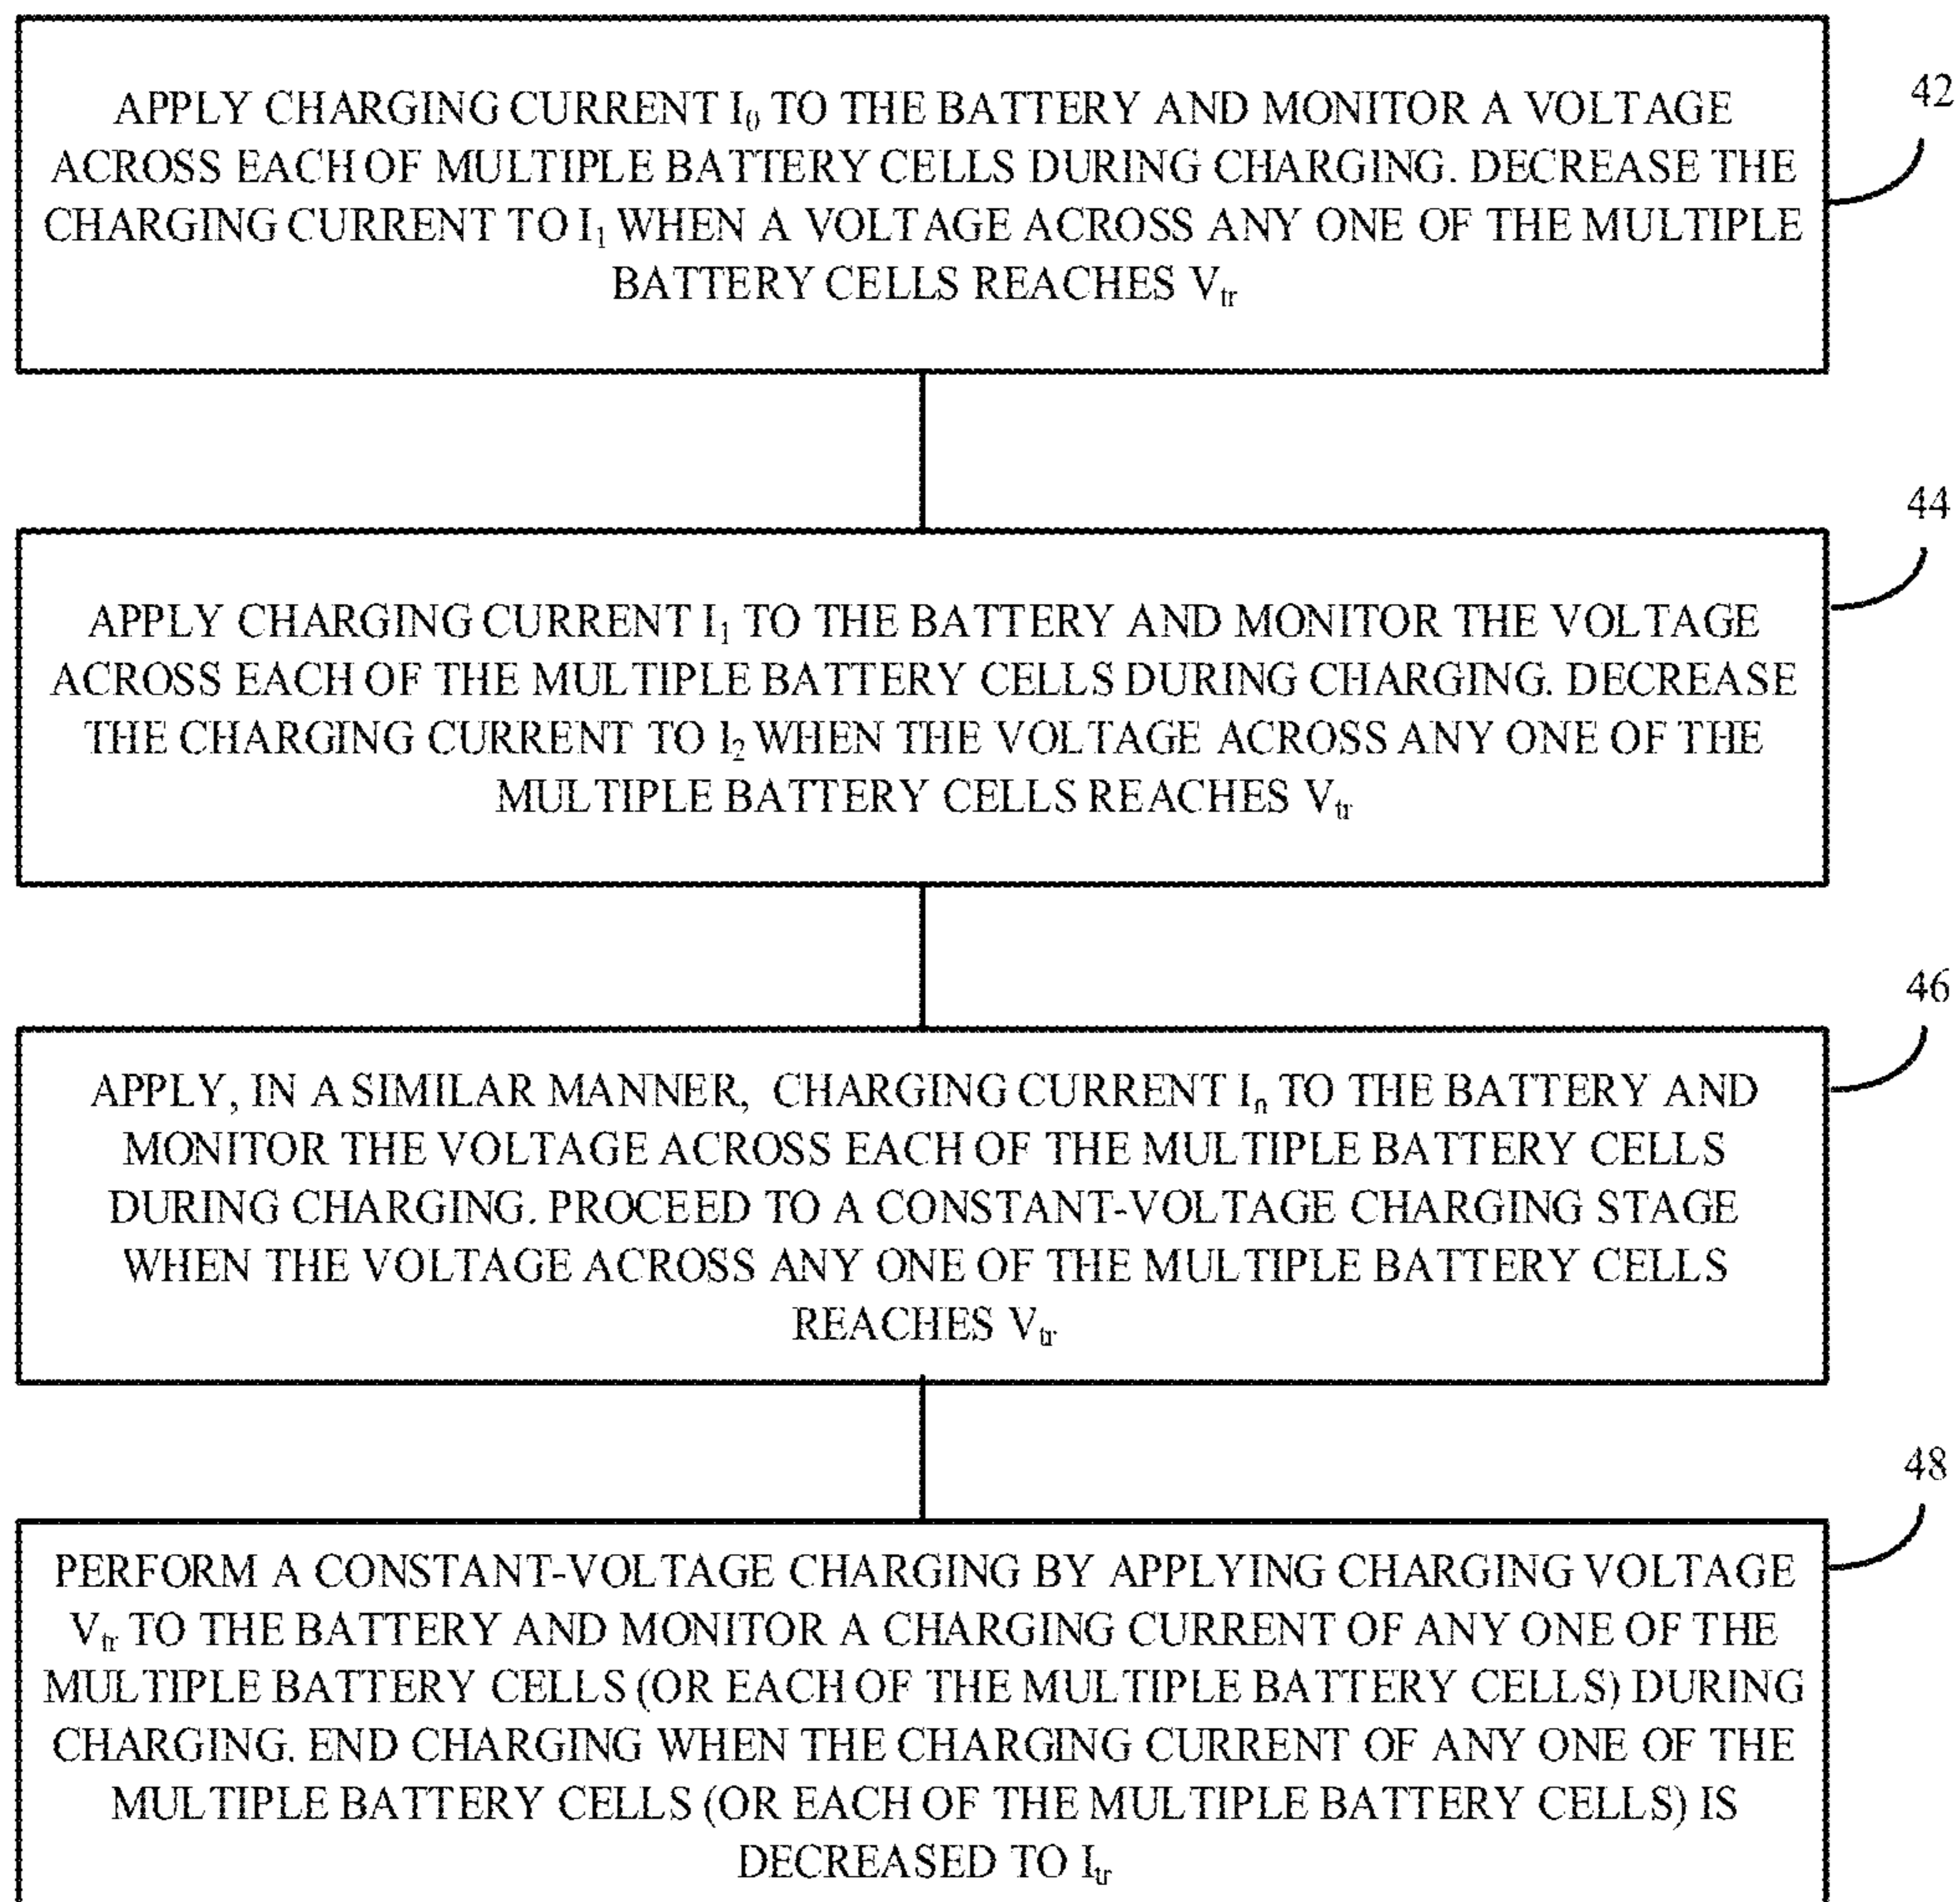 APPLY CHARGING CURRENT I₀ TO THE BATTERY AND MONITOR A VOLTAGE
ACROSS EACH OF MULTIPLE BATTERY CELLS DURING CHARGING. DECREASE THE
CHARGING CURRENT TO I₁ WHEN A VOLTAGE ACROSS ANY ONE OF THE MULTIPLE
BATTERY CELLS REACHES Vₜᵣ
42
APPLY CHARGING CURRENT I₁ TO THE BATTERY AND MONITOR THE VOLTAGE
ACROSS EACH OF THE MULTIPLE BATTERY CELLS DURING CHARGING. DECREASE
THE CHARGING CURRENT TO I₂ WHEN THE VOLTAGE ACROSS ANY ONE OF THE
MULTIPLE BATTERY CELLS REACHES Vₜᵣ
44
APPLY, IN A SIMILAR MANNER, CHARGING CURRENT Iₙ TO THE BATTERY AND
MONITOR THE VOLTAGE ACROSS EACH OF THE MULTIPLE BATTERY CELLS
DURING CHARGING. PROCEED TO A CONSTANT-VOLTAGE CHARGING STAGE
WHEN THE VOLTAGE ACROSS ANY ONE OF THE MULTIPLE BATTERY CELLS
REACHES Vₜᵣ
46
PERFORM A CONSTANT-VOLTAGE CHARGING BY APPLYING CHARGING VOLTAGE
Vₜᵣ TO THE BATTERY AND MONITOR A CHARGING CURRENT OF ANY ONE OF THE
MULTIPLE BATTERY CELLS (OR EACH OF THE MULTIPLE BATTERY CELLS) DURING
CHARGING. END CHARGING WHEN THE CHARGING CURRENT OF ANY ONE OF THE
MULTIPLE BATTERY CELLS (OR EACH OF THE MULTIPLE BATTERY CELLS) IS
DECREASED TO Iₜᵣ
48